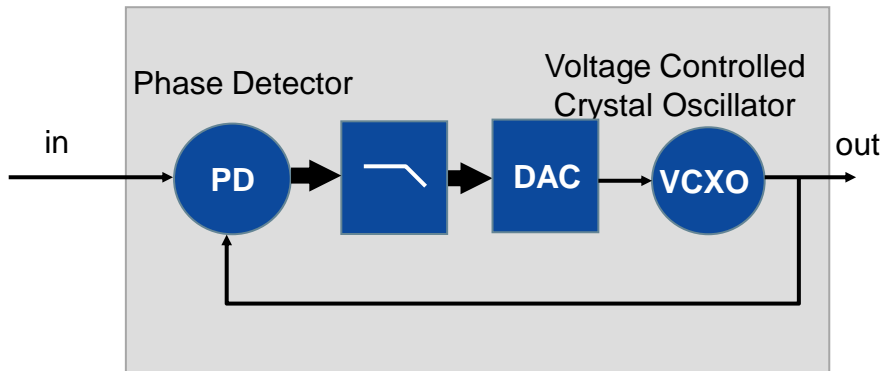 Phase Detector
Voltage Controlled
Crystal Oscillator
in
PD
DAC
VCXO
out